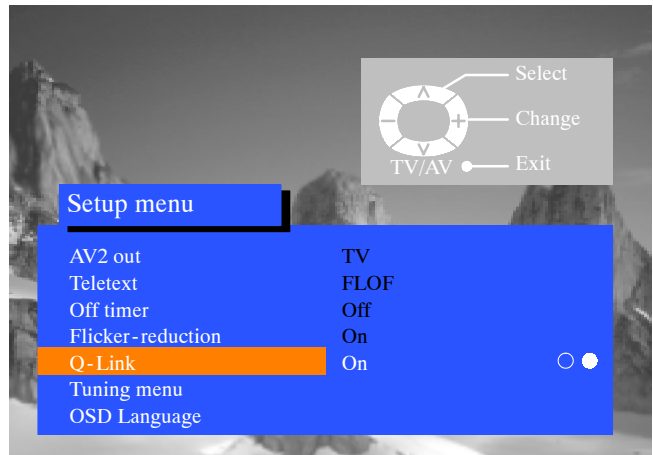 Select
Change
TV/AV Exit
Setup menu
AV2 out TV
Teletext FLOF
Off timer Off
Flicker-reduction On
Q-Link On
Tuning menu
OSD Language